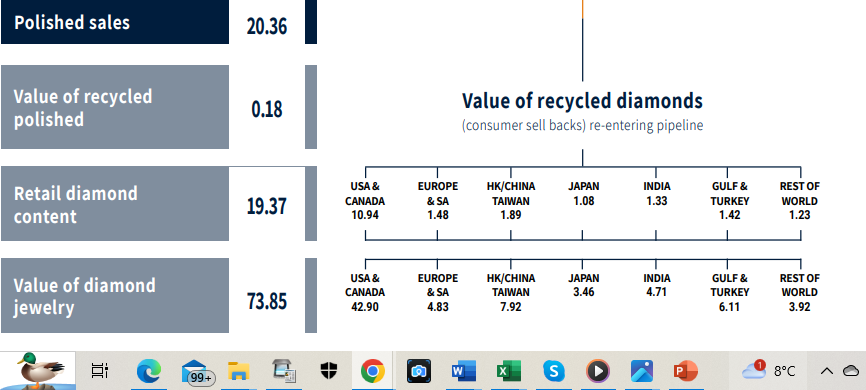 Polished sales
20.36
Value of recycled
polished
0.18
Value of recycled diamonds
(consumer sell backs) re-entering pipeline
Retail diamond
content
19.37
USA &
CANADA
10.94
EUROPE
& SA
1.48
HK/CHINA
TAIWAN
1.89
JAPAN
1.08
INDIA
1.33
GULF &
TURKEY
1.42
REST OF
WORLD
1.23
Value of diamond
jewelry
73.85
USA &
CANADA
42.90
EUROPE
& SA
4.83
HK/CHINA
TAIWAN
7.92
JAPAN
3.46
INDIA
4.71
GULF &
TURKEY
6.11
REST OF
WORLD
3.92
99+
W
X
S
P
1
8°C